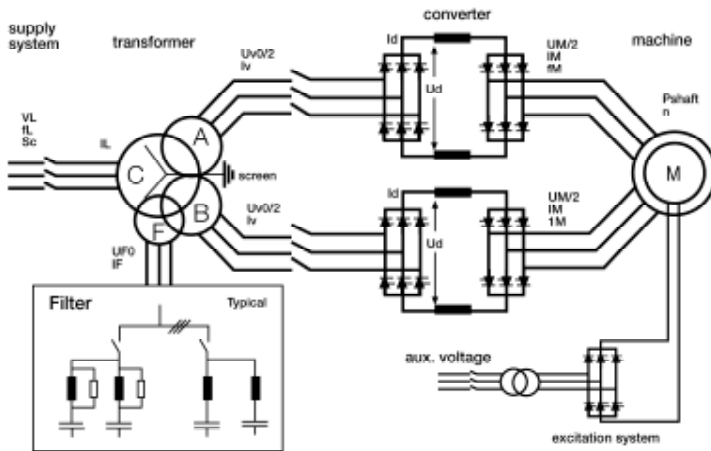 supply
system
transformer
converter
machine
Uv0/2
Iv
Id
Ud
UM/2
IM
fM
Pshaft
n
VL
fL
Sc
IL
A
C
screen
M
B
F
Uv0/2
Iv
Id
Ud
UM/2
IM
1M
UF0
IF
Filter
Typical
aux. voltage
excitation system